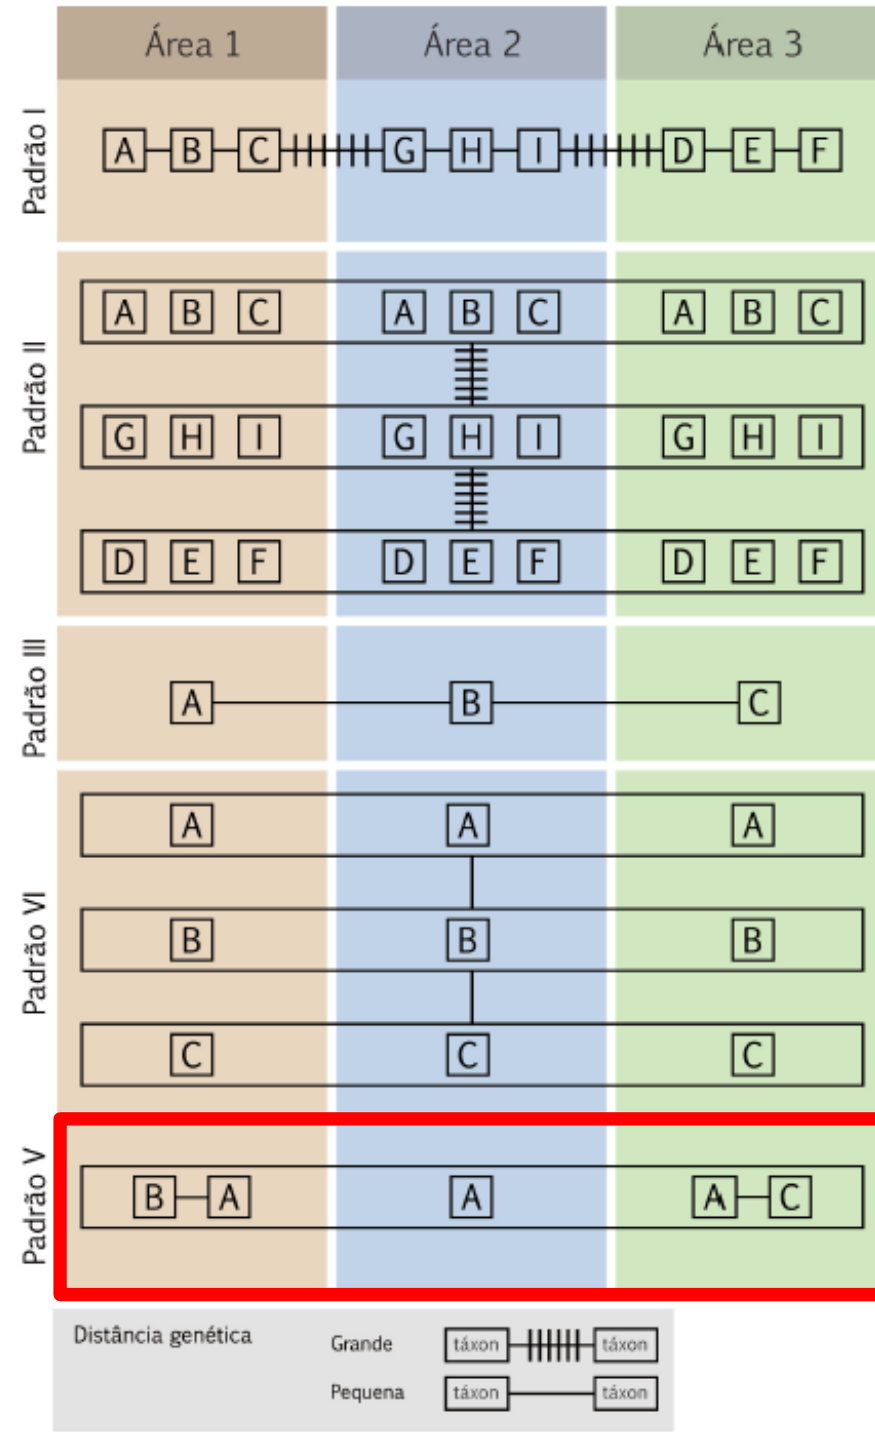 Área 1 Área 2 Área 3
Padrão I
A B C G H I D E F
Padrão II
A B C A B C A B C
G H I G H I G H I
D E F D E F D E F
Padrão III
A B C
Padrão VI
A A A
B B B
C C C
Padrão V
B A A A C
Distância genética
Grande táxon táxon
Pequena táxon táxon